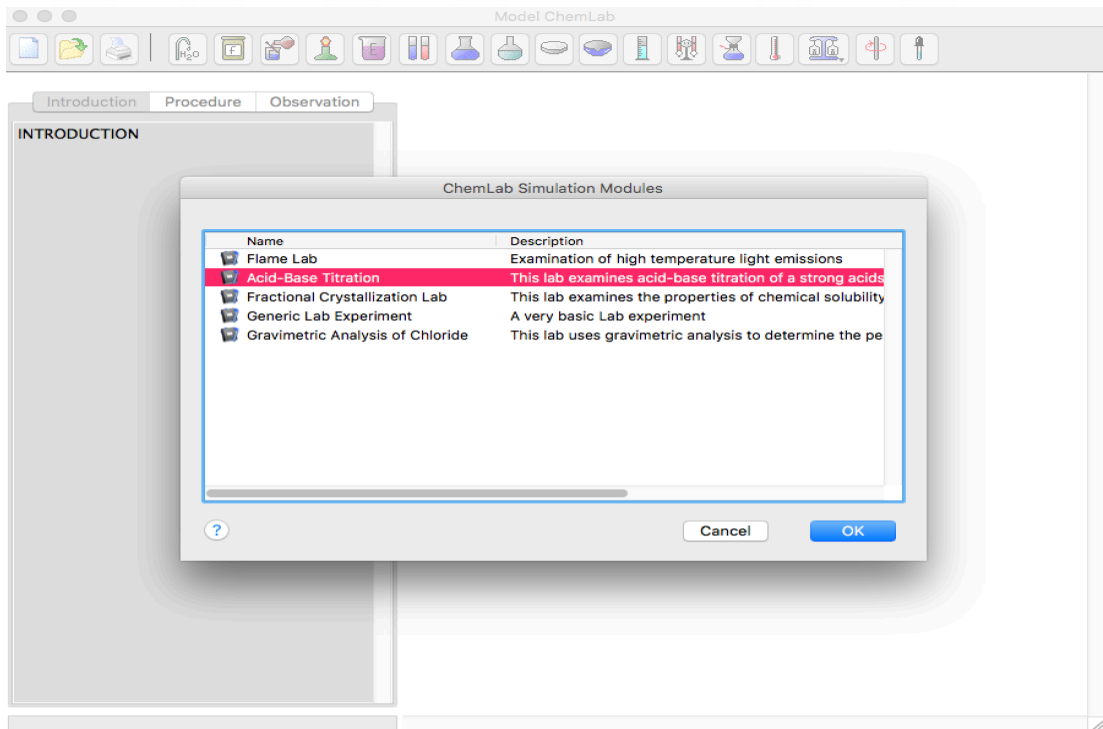 Model ChemLab
H₂O
F
E
Introduction Procedure Observation
INTRODUCTION
ChemLab Simulation Modules
Name Description
Flame Lab Examination of high temperature light emissions
Acid-Base Titration This lab examines acid-base titration of a strong acids
Fractional Crystallization Lab This lab examines the properties of chemical solubility
Generic Lab Experiment A very basic Lab experiment
Gravimetric Analysis of Chloride This lab uses gravimetric analysis to determine the pe
? Cancel OK